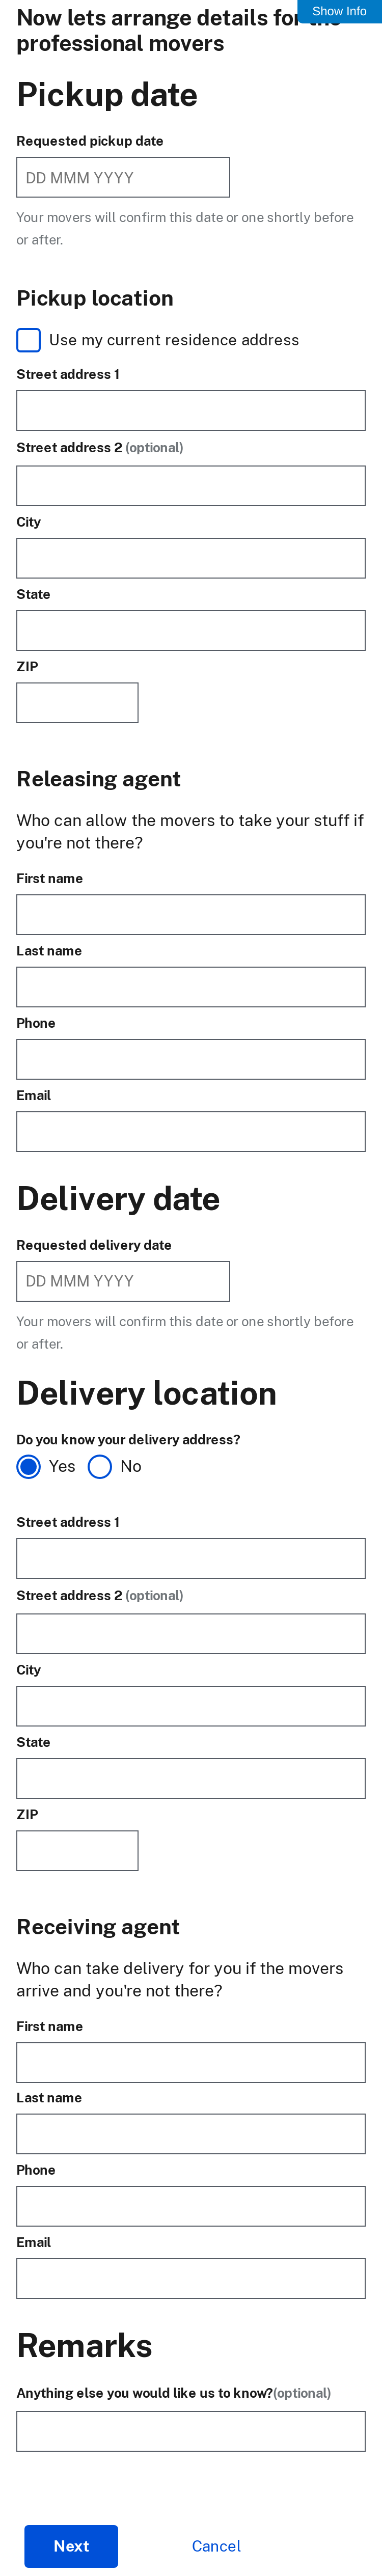 Show Info
Now lets arrange details for the
professional movers
Pickup date
Requested pickup date
DD MMM YYYY
Your movers will confirm this date or one shortly before
or after.
Pickup location
Use my current residence address
Street address 1
Street address 2 (optional)
City
State
ZIP
Releasing agent
Who can allow the movers to take your stuff if
you're not there?
First name
Last name
Phone
Email
Delivery date
Requested delivery date
DD MMM YYYY
Your movers will confirm this date or one shortly before
or after.
Delivery location
Do you know your delivery address?
Yes No
Street address 1
Street address 2 (optional)
City
State
ZIP
Receiving agent
Who can take delivery for you if the movers
arrive and you're not there?
First name
Last name
Phone
Email
Remarks
Anything else you would like us to know?(optional)
Next Cancel